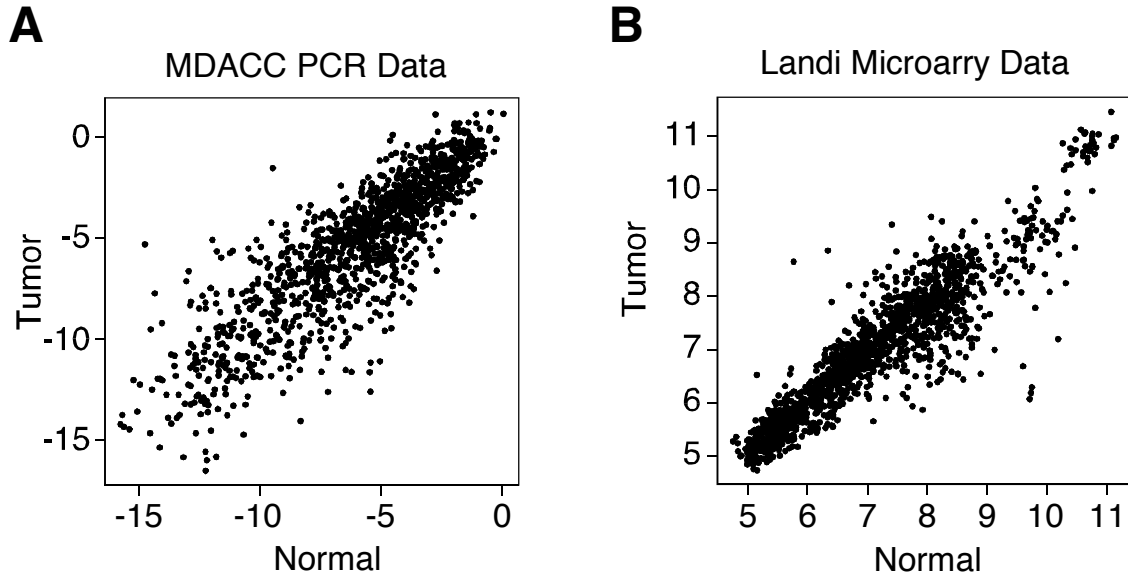 A
MDACC PCR Data
Tumor
0
-5
-10
-15
-15 -10 -5 0
Normal
B
Landi Microarry Data
Tumor
11
10
9
8
7
6
5
5 6 7 8 9 10 11
Normal